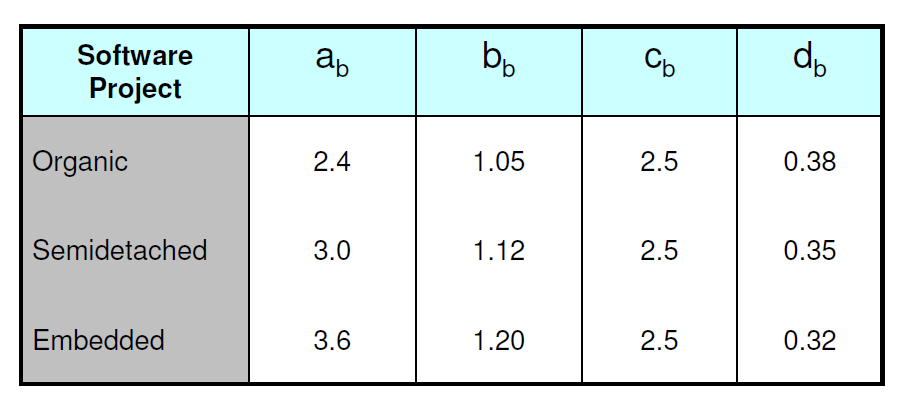 Software Project a_b b_b c_b d_b
Organic 2.4 1.05 2.5 0.38
Semidetached 3.0 1.12 2.5 0.35
Embedded 3.6 1.20 2.5 0.32